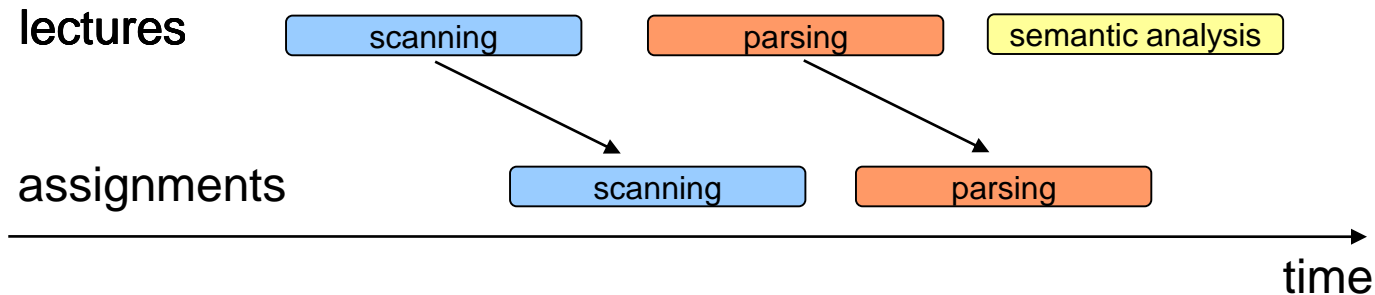 lectures scanning parsing semantic analysis
assignments scanning parsing
time